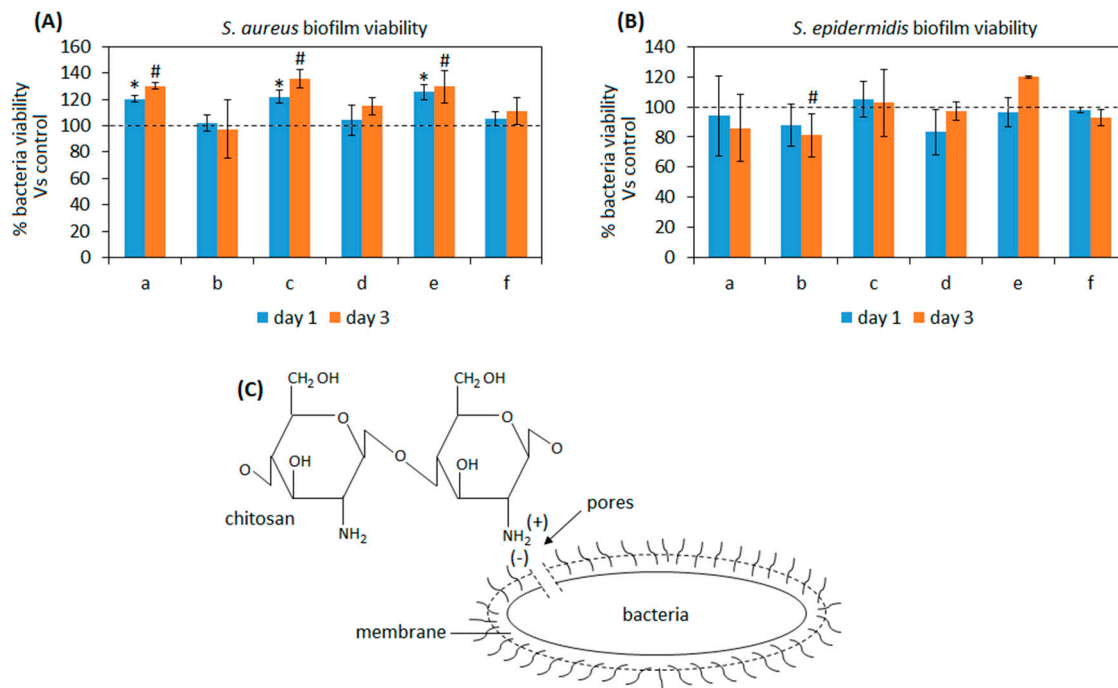 (A)
S. aureus biofilm viability
% bacteria viability
Vs control
160
140
120
100
80
60
40
20
0
* # * # * #
a b c d e f
day 1 day 3
(B)
S. epidermidis biofilm viability
% bacteria viability
Vs control
140
120
100
80
60
40
20
0
#
a b c d e f
day 1 day 3
(C)
CH2 OH CH2 OH
O O
O
OH O OH
O
chitosan
NH2 NH2 (+)
(-)
pores
bacteria
membrane